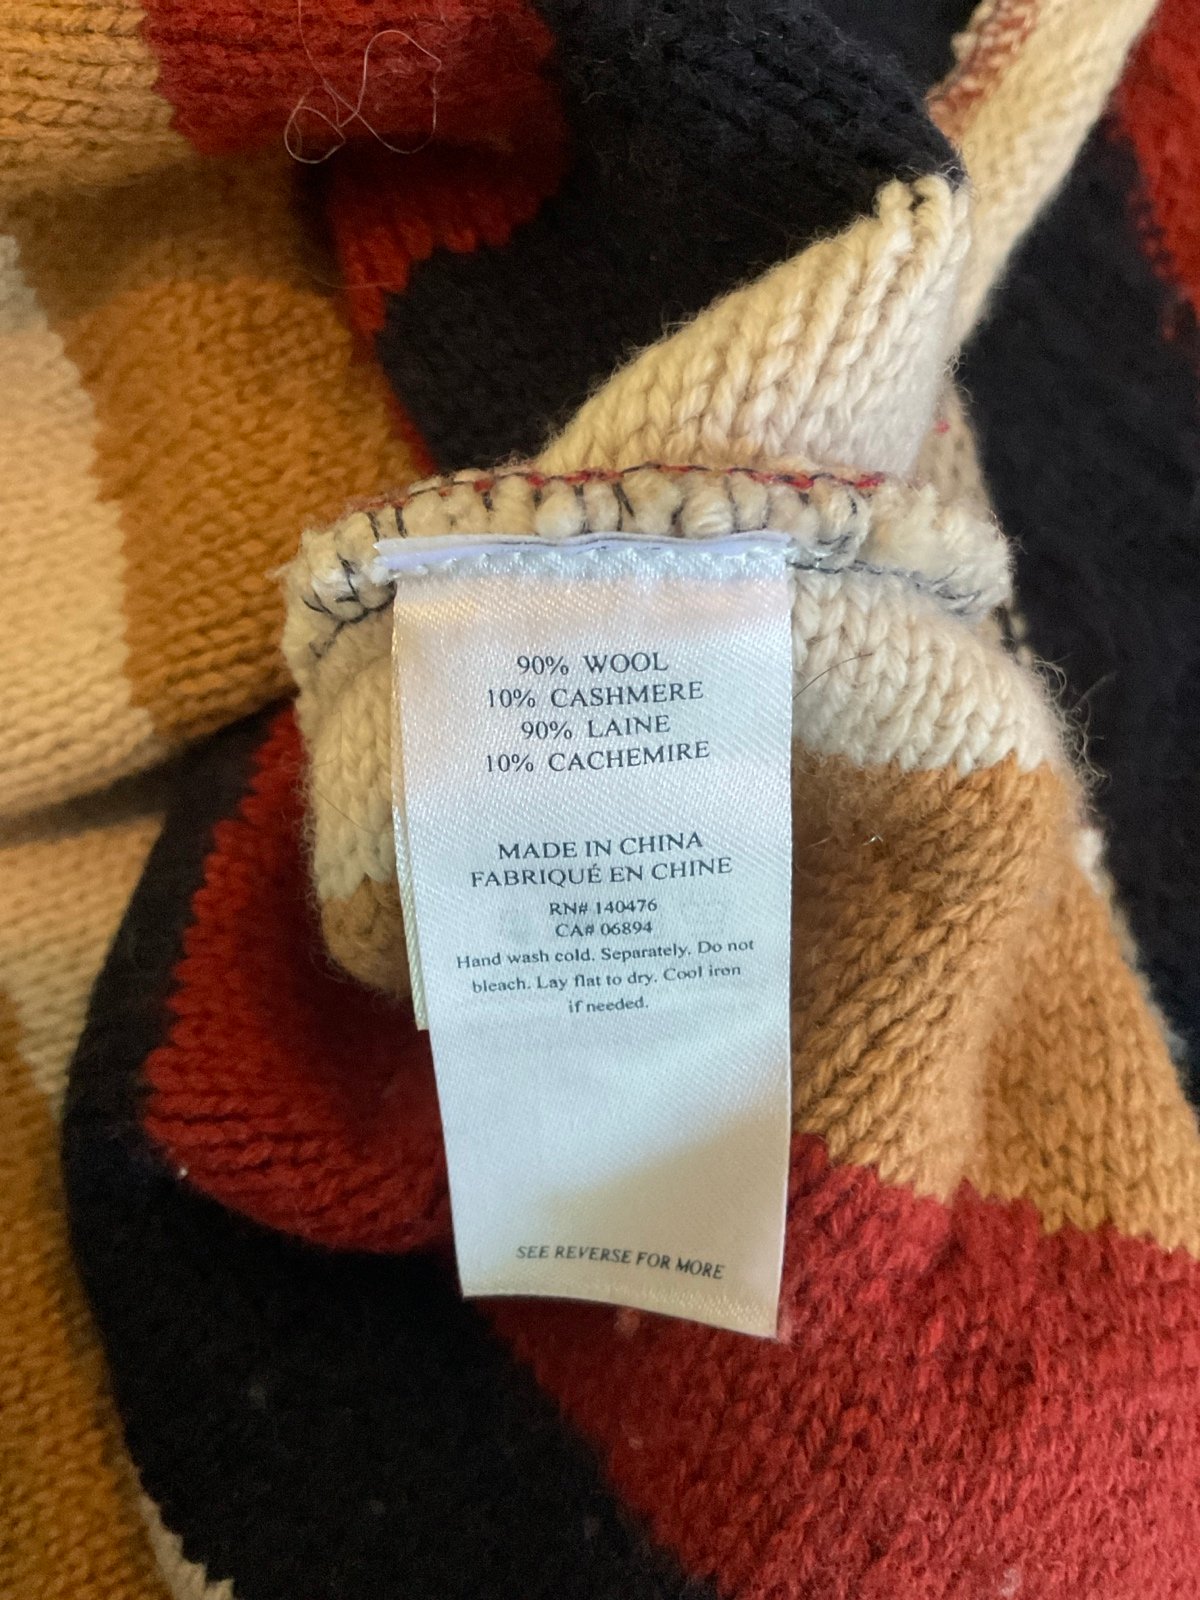 90% WOOL
10% CASHMERE
90% LAINE
10% CACHEMIRE
MADE IN CHINA
FABRIQUÉ EN CHINE
RN# 140476
CA# 06894
Hand wash cold. Separately. Do not
bleach. Lay flat to dry. Cool iron
if needed.
SEE REVERSE FOR MORE